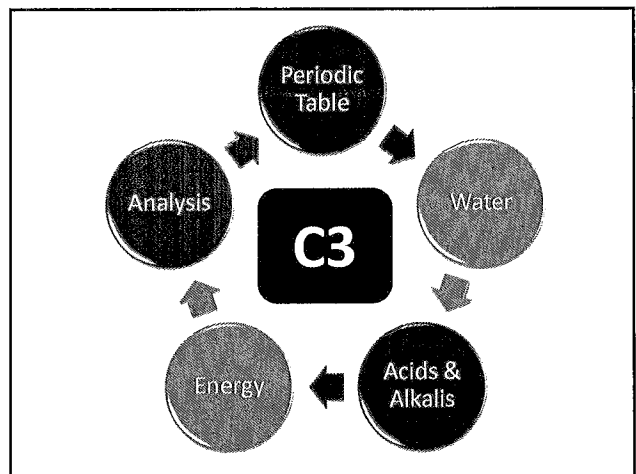 Periodic
Table
Analysis
Water
C3
Energy
Acids &
Alkalis